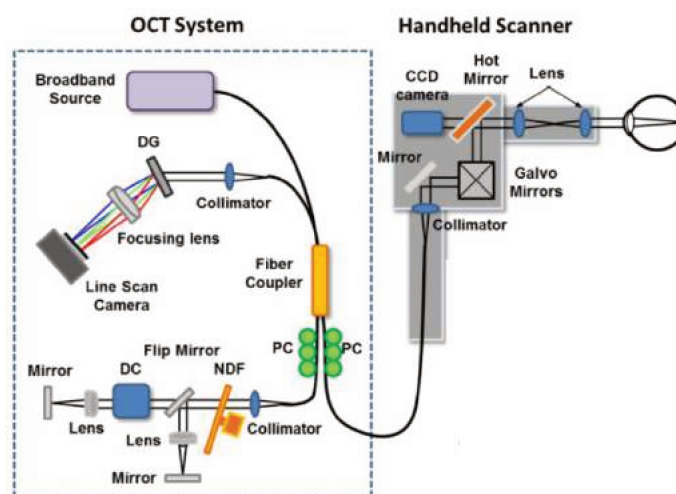 OCT System
Handheld Scanner
Broadband
Source
DG
Collimator
Focusing lens
Line Scan
Camera
Fiber
Coupler
PC
PC
Flip Mirror
Mirror
DC
NDF
Lens
Lens
Collimator
Mirror
CCD
camera
Hot
Mirror
Lens
Mirror
Galvo
Mirrors
Collimator